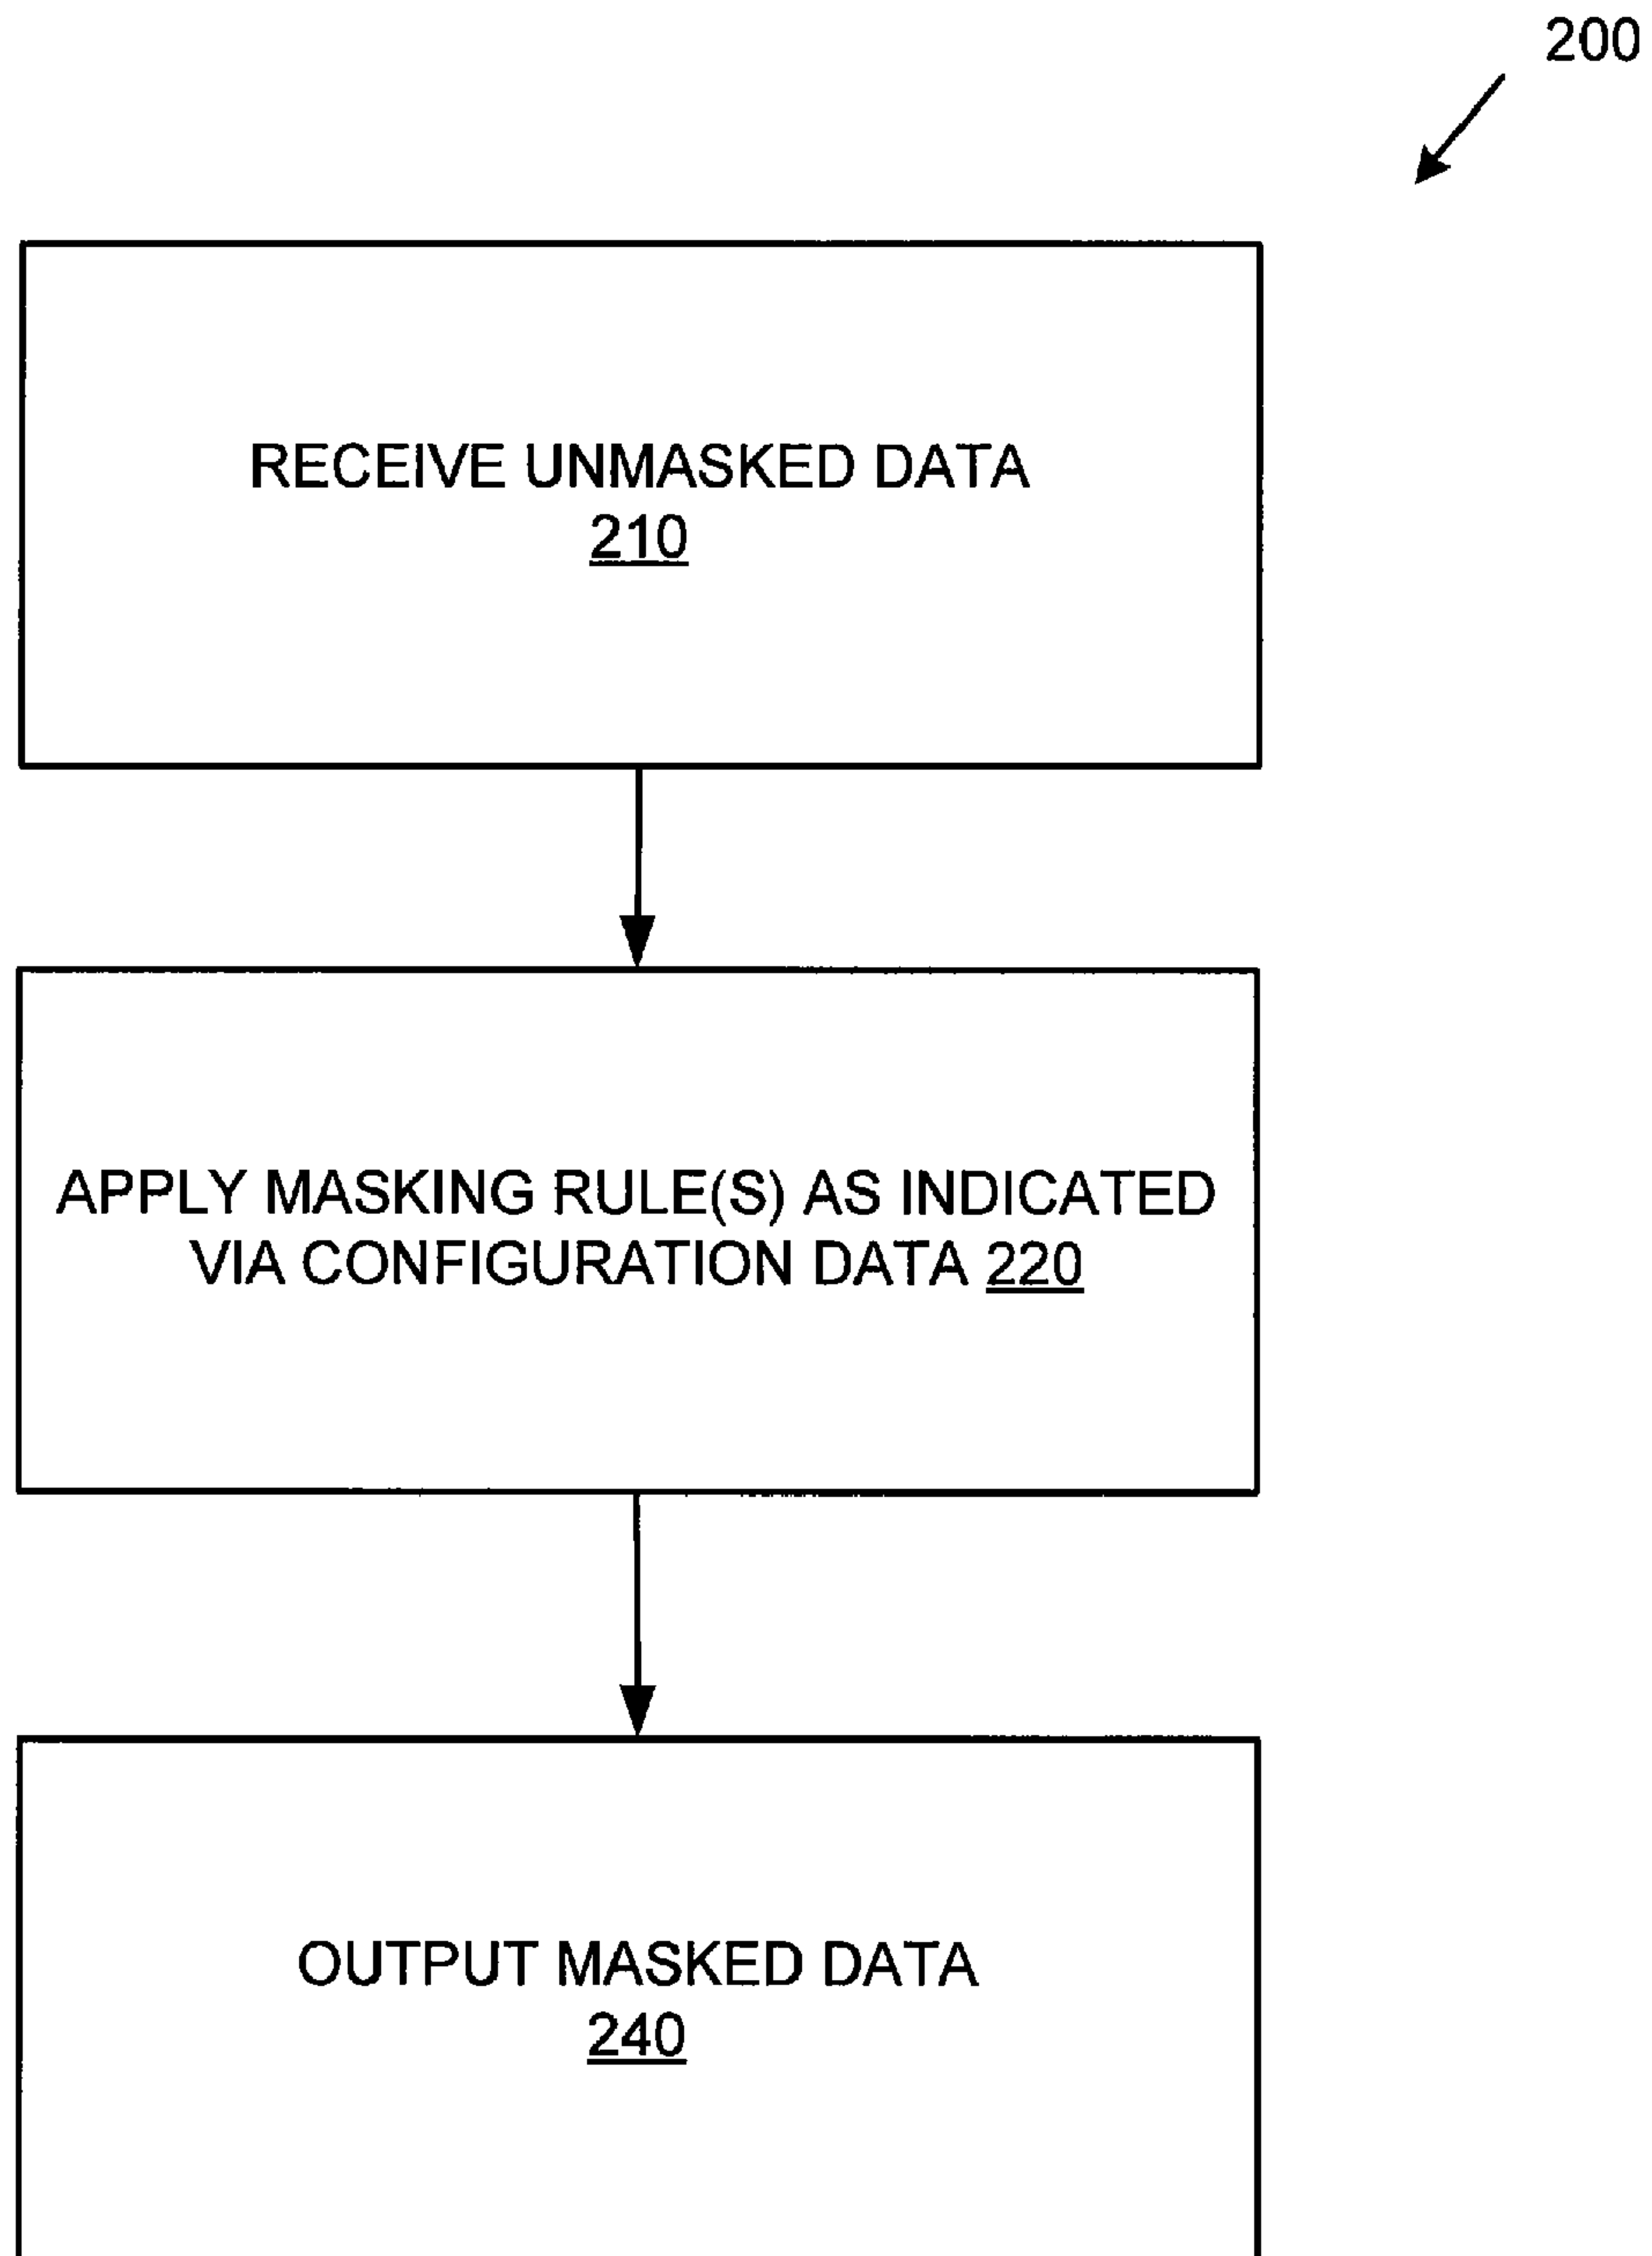 200
RECEIVE UNMASKED DATA
210
APPLY MASKING RULE(S) AS INDICATED
VIA CONFIGURATION DATA 220
OUTPUT MASKED DATA
240